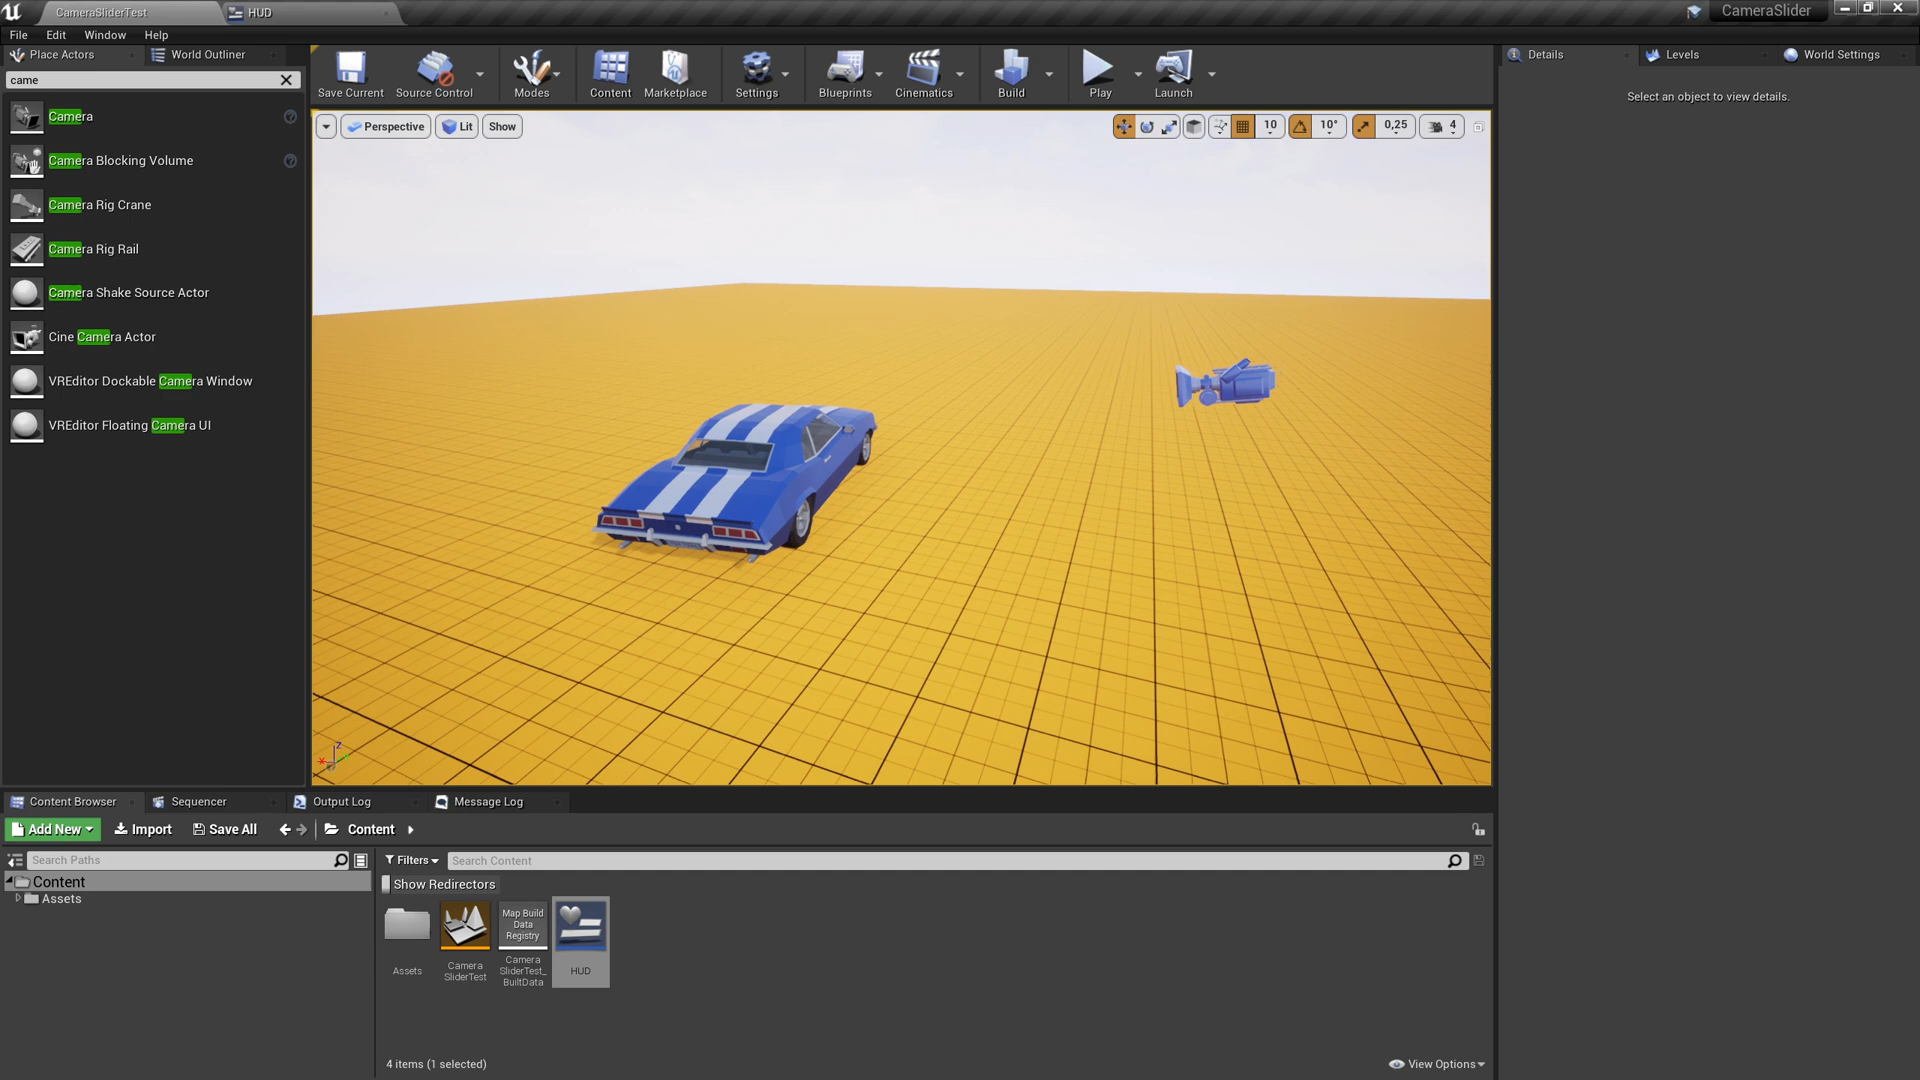 CameraSliderTest
HUD
CameraSlider
File Edit Window Help
Place Actors
World Outliner
came
Camera
Camera Blocking Volume
Camera Rig Crane
Camera Rig Rail
Camera Shake Source Actor
Cine Camera Actor
VREditor Dockable Camera Window
VREditor Floating Camera UI
Save Current
Source Control
Modes
Content
Marketplace
Settings
Blueprints
Cinematics
Build
Play
Launch
Perspective
Lit
Show
10
10°
0,25
4
Z
X
Details
Levels
World Settings
Select an object to view details.
Content Browser
Sequencer
Output Log
Message Log
Add New
Import
Save All
Content
Search Paths
Content
Assets
Filters
Search Content
Show Redirectors
Assets
Camera
SliderTest
Map Build
Data
Registry
Camera
SliderTest_
BuiltData
HUD
4 items (1 selected)
View Options